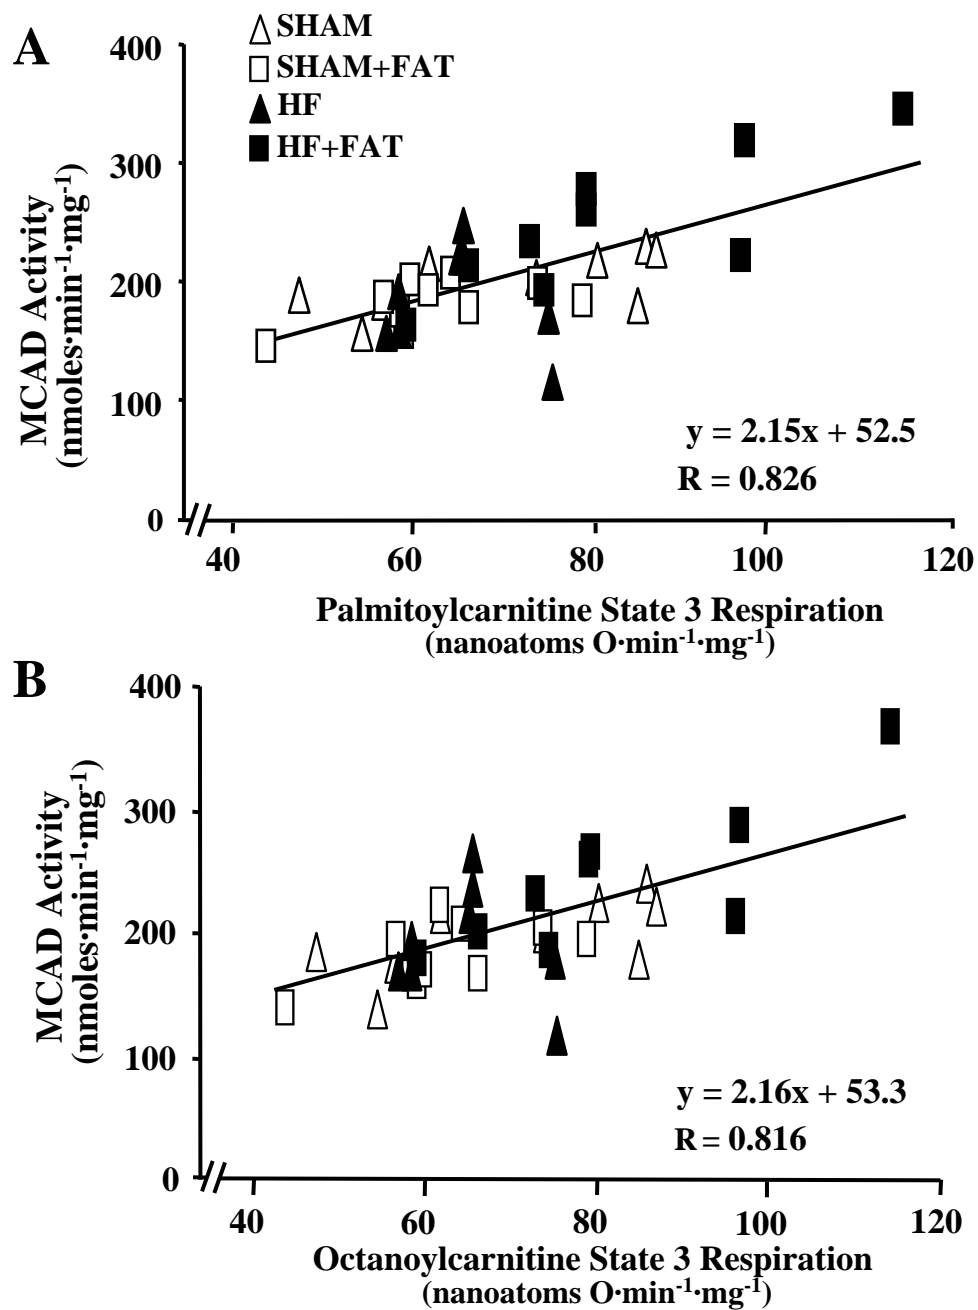 A
SHAM
SHAM+FAT
HF
HF+FAT
400
300
200
100
0
MCAD Activity
(nmoles·min⁻¹·mg⁻¹)
y = 2.15x + 52.5
R = 0.826
40 60 80 100 120
Palmitoylcarnitine State 3 Respiration
(nanoatoms O·min⁻¹·mg⁻¹)
B
400
300
200
100
0
MCAD Activity
(nmoles·min⁻¹·mg⁻¹)
y = 2.16x + 53.3
R = 0.816
40 60 80 100 120
Octanoylcarnitine State 3 Respiration
(nanoatoms O·min⁻¹·mg⁻¹)